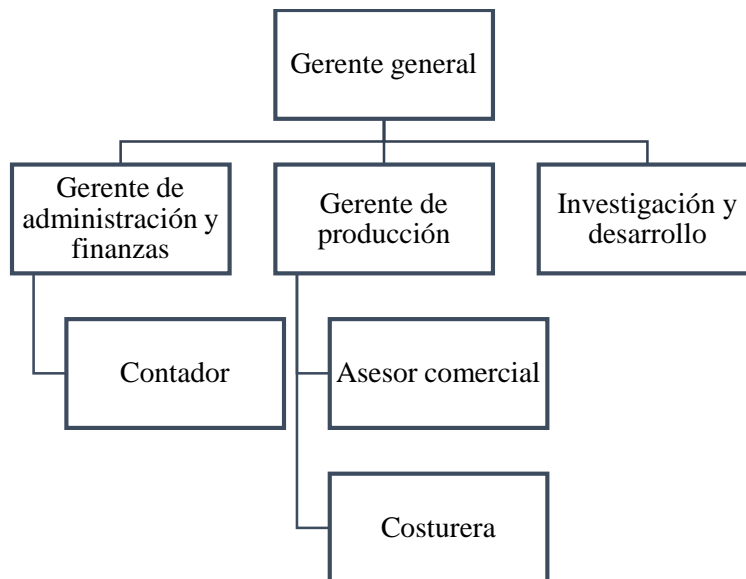 Gerente general
Gerente de
administración y
finanzas
Gerente de
producción
Investigación y
desarrollo
Contador
Asesor comercial
Costurera